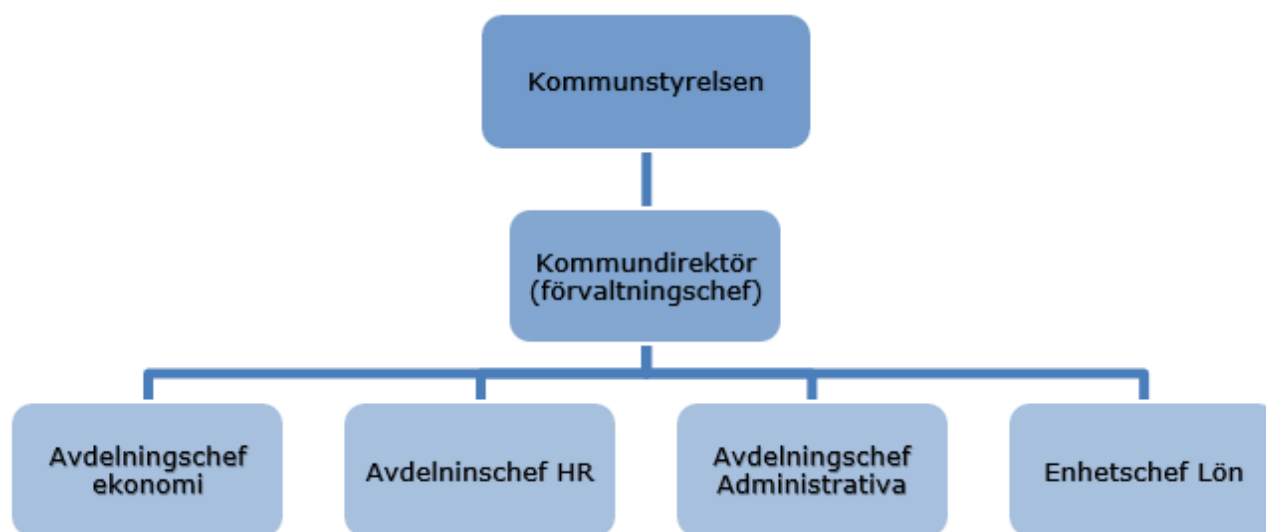 Kommunstyrelsen
Kommundirektör
(förvaltningschef)
Avdelningschef
ekonomi
Avdelninschef HR
Avdelningschef
Administrativa
Enhetschef Lön